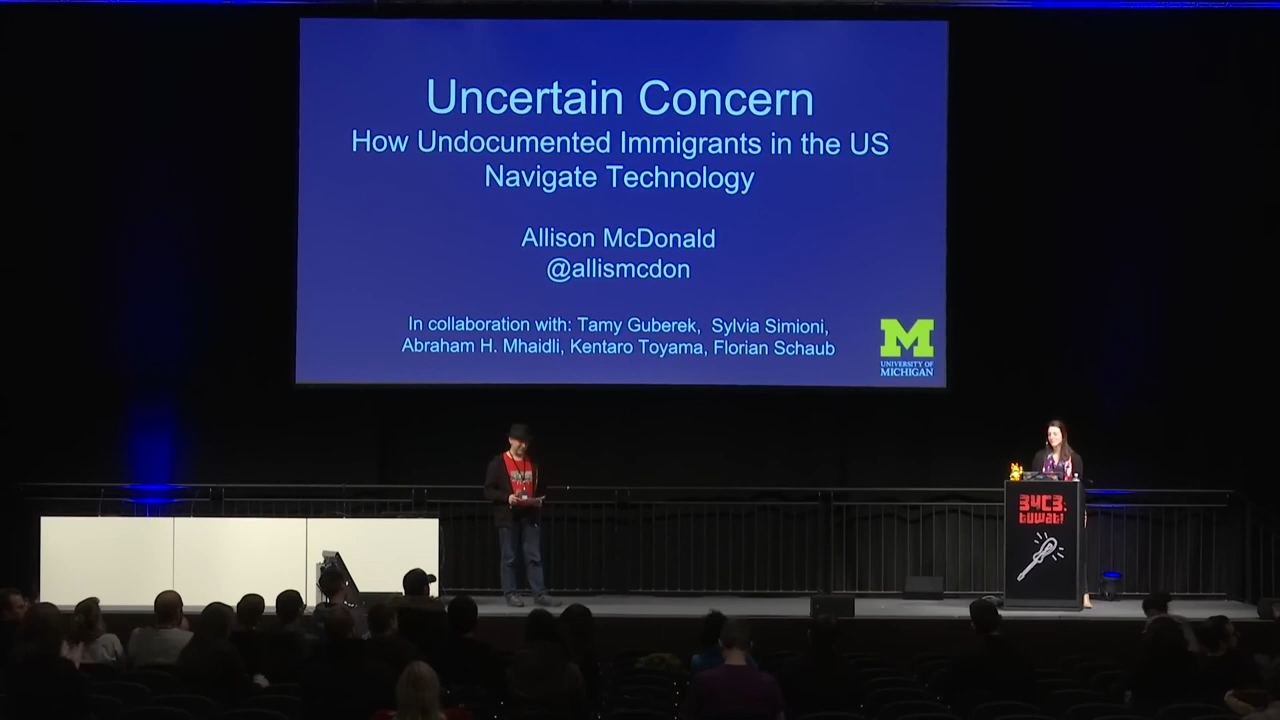 Uncertain Concern
How Undocumented Immigrants in the US
Navigate Technology
Allison McDonald
@allismcdon
In collaboration with: Tamy Guberek, Sylvia Simioni,
Abraham H. Mhaidli, Kentaro Toyama, Florian Schaub
M
UNIVERSITY OF
MICHIGAN
34C3:
tuwat!